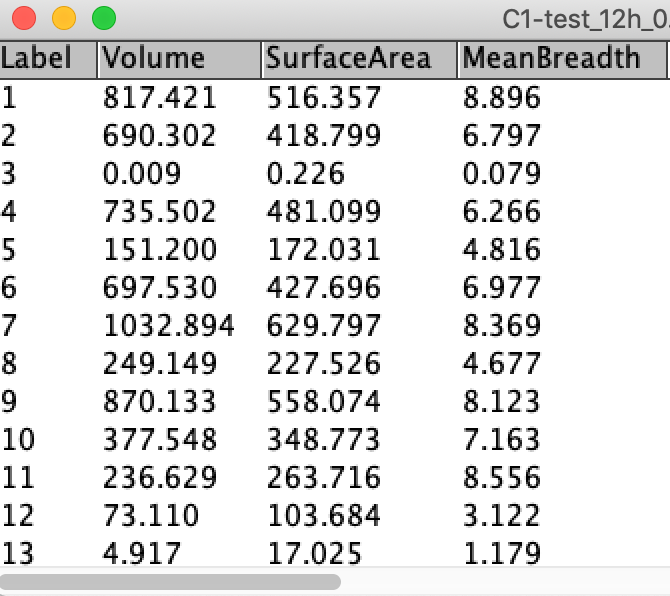 C1-test_12h_0.
Label Volume SurfaceArea MeanBreadth
1 817.421 516.357 8.896
2 690.302 418.799 6.797
3 0.009 0.226 0.079
4 735.502 481.099 6.266
5 151.200 172.031 4.816
6 697.530 427.696 6.977
7 1032.894 629.797 8.369
8 249.149 227.526 4.677
9 870.133 558.074 8.123
10 377.548 348.773 7.163
11 236.629 263.716 8.556
12 73.110 103.684 3.122
13 4.917 17.025 1.179